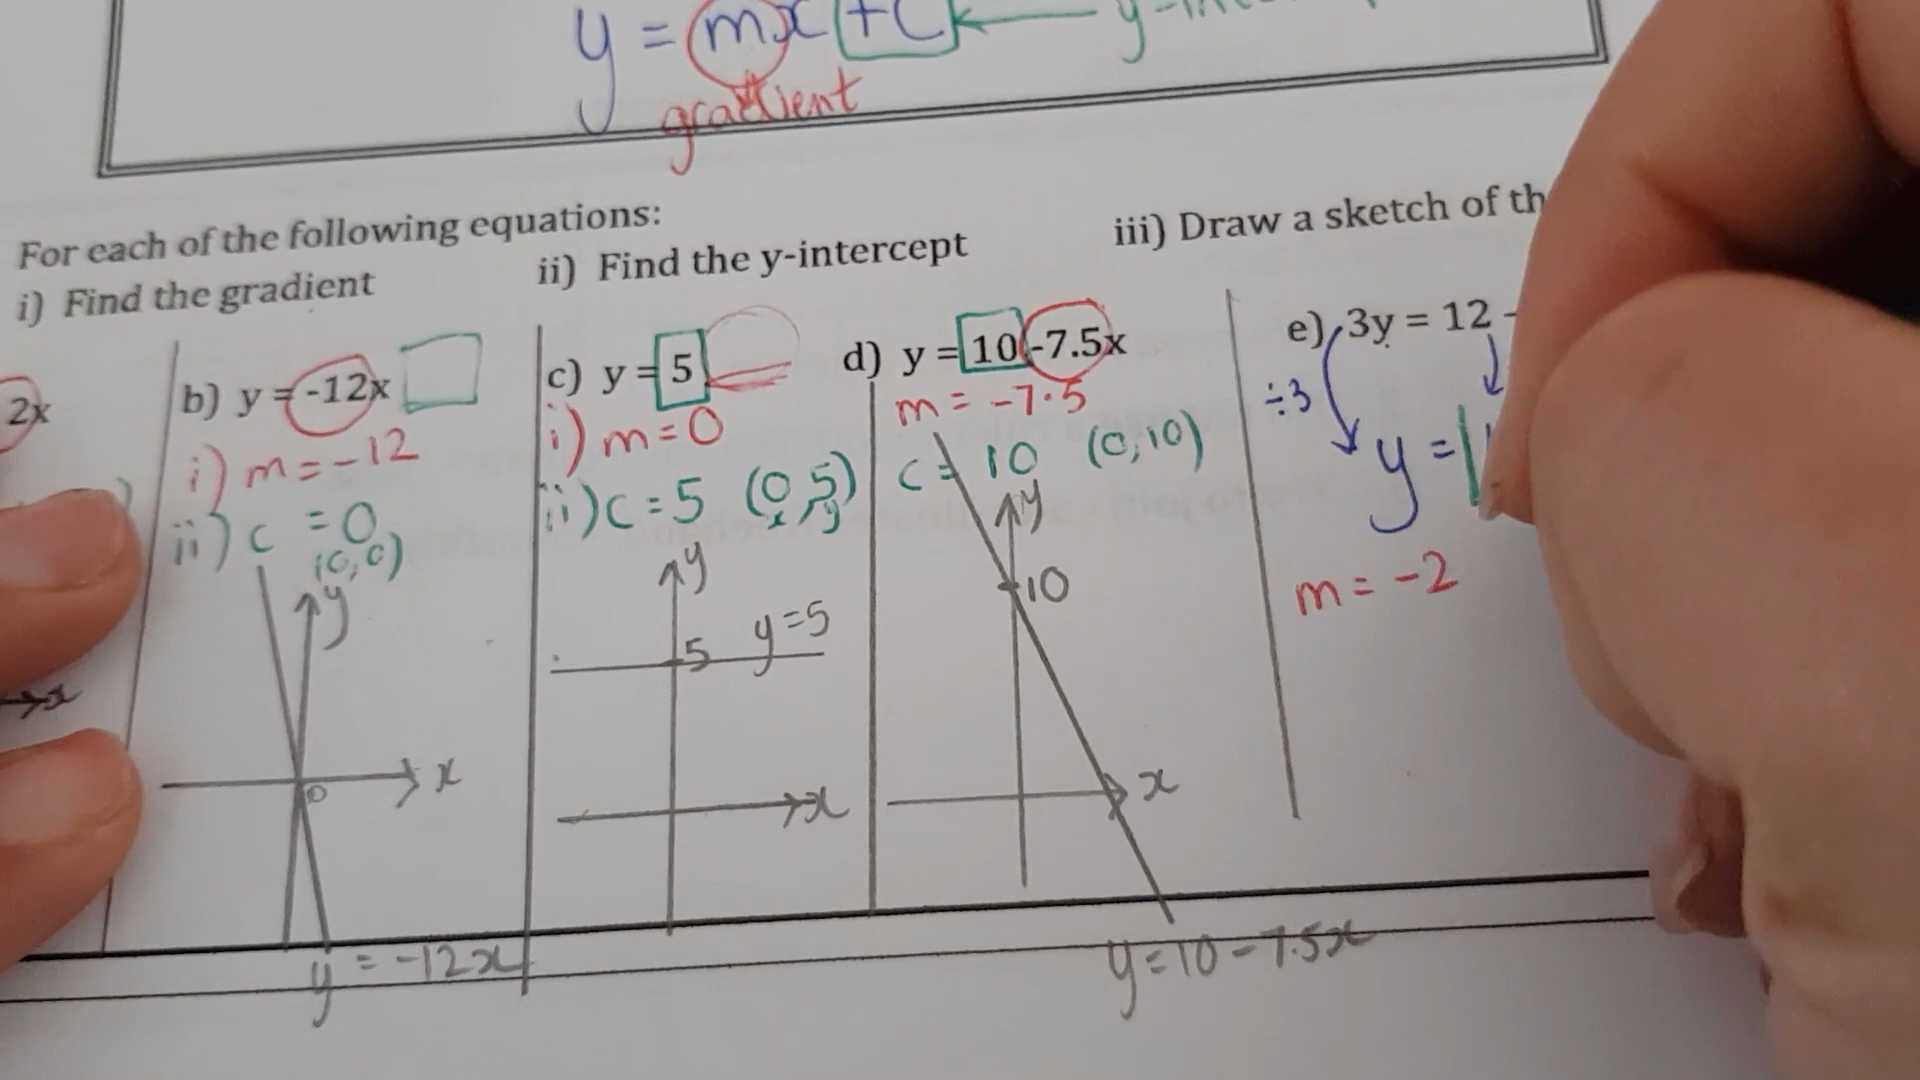 y = mx + c
gradient
For each of the following equations:
i) Find the gradient
ii) Find the y-intercept
iii) Draw a sketch of th
2x
x
b) y = -12x
i) m = -12
ii) c = 0
(0,0)
y
x
0
y = -12x
c) y = 5
i) m = 0
ii) c = 5 (0,5)
x y
y
5 y=5
x
d) y = 10 -7.5x
m = -7.5
c = 10 (0,10)
y
10
x
y = 10 - 7.5x
e) 3y = 12 -
÷3
y =
m = -2